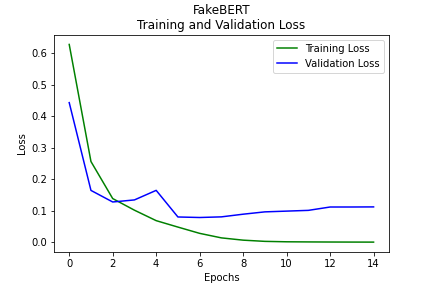 FakeBERT
Training and Validation Loss
Training Loss
Validation Loss
Loss
0.6
0.5
0.4
0.3
0.2
0.1
0.0
0 2 4 6 8 10 12 14
Epochs